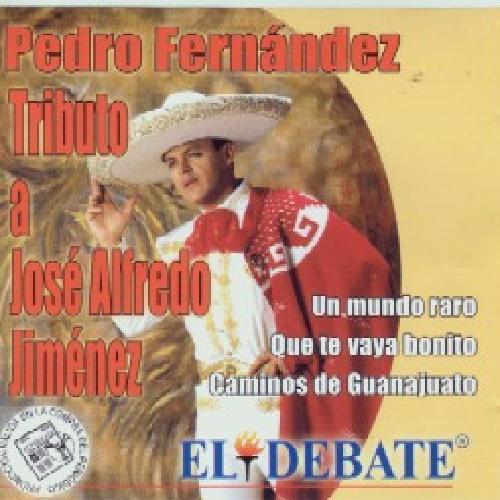 Pedro Fernández
Tributo
a
José Alfredo
Jiménez
Un mundo raro
Que te vaya bonito
Caminos de Guanajuato
EL DEBATE®